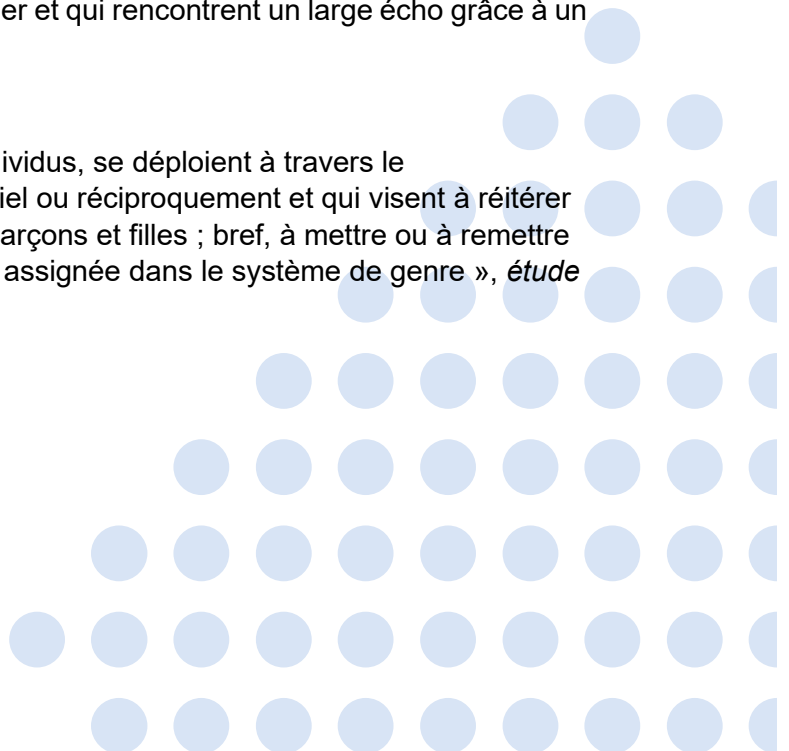 er et qui rencontrent un large écho grâce à un
dividus, se déploient à travers le
iel ou réciproquement et qui visent à réitérer
arçons et filles ; bref, à mettre ou à remettre
assignée dans le système de genre », étude